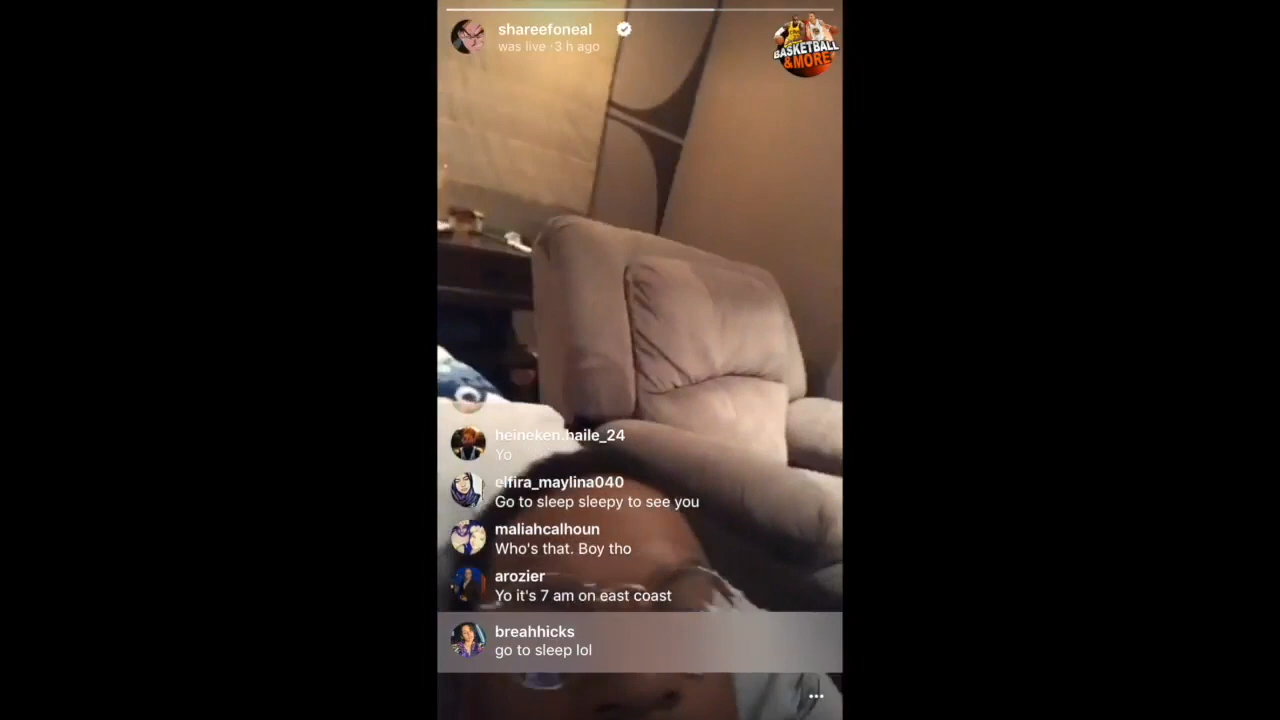 shareefoneal
was live · 3 h ago
BASKETBALL
&MORE
heineken.haile_24
Yo
elfira_maylina040
Go to sleep sleepy to see you
maliahcalhoun
Who's that. Boy tho
arozier
Yo it's 7 am on east coast
breahhicks
go to sleep lol